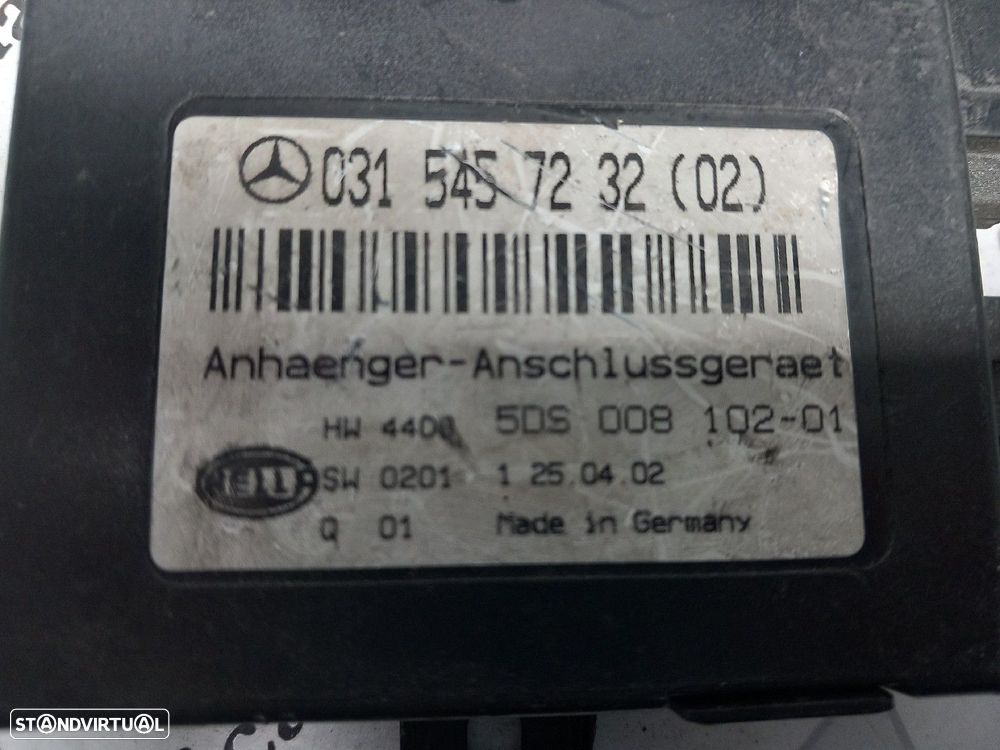 031 545 72 32 (02)
Anhaenger-Anschlussgeraet
HW 4400 5DS 008 102-01
HELLA SW 0201 1 25.04.02
Q 01 Made in Germany
STANDVIRTUAL